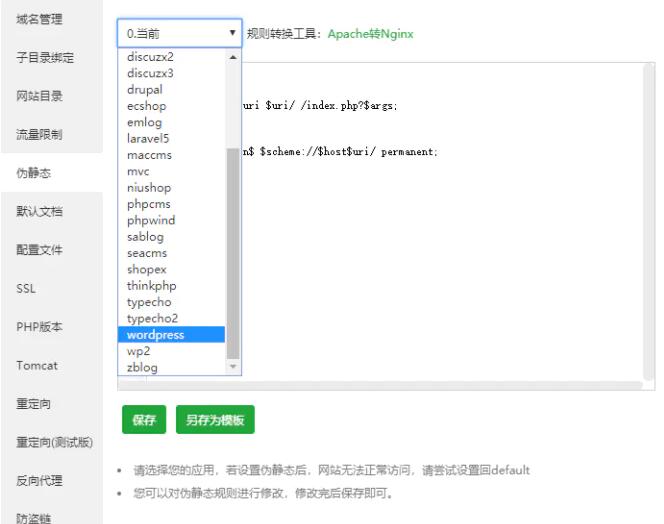 域名管理
子目录绑定
网站目录
流量限制
伪静态
默认文档
配置文件
SSL
PHP版本
Tomcat
重定向
重定向(测试版)
反向代理
防盗链
0.当前
规则转换工具：Apache转Nginx
discuzx2
discuzx3
drupal
ecshop
emlog
laravel5
maccms
mvc
niushop
phpcms
phpwind
sablog
seacms
shopex
thinkphp
typecho
typecho2
wordpress
wp2
zblog
uri $uri/ /index.php?$args;
n$ $scheme://$host$uri/ permanent;
保存
另存为模板
请选择您的应用，若设置伪静态后，网站无法正常访问，请尝试设置回default
您可以对伪静态规则进行修改，修改完后保存即可。